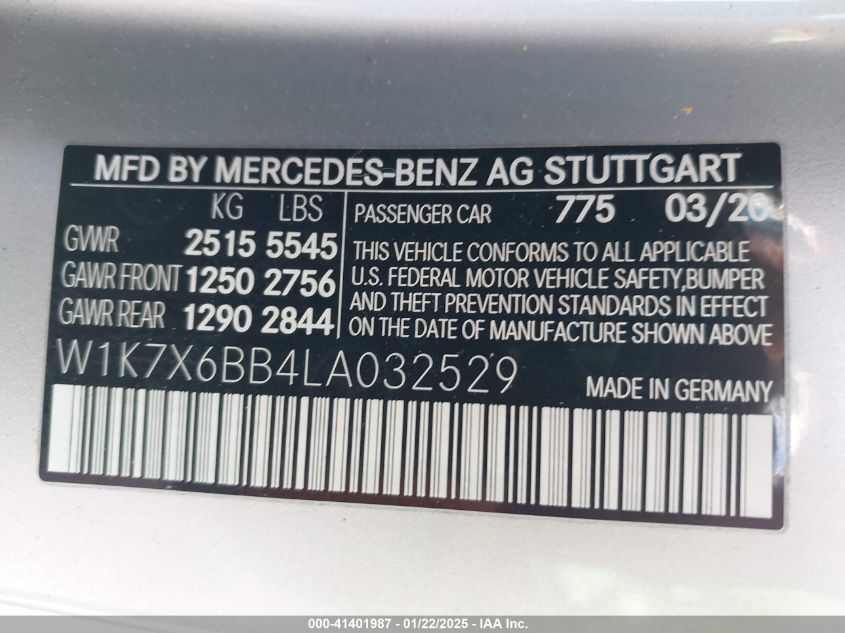 MFD BY MERCEDES-BENZ AG STUTTGART
KG LBS
GVWR 2515 5545
GAWR FRONT 1250 2756
GAWR REAR 1290 2844
PASSENGER CAR 775 03/20
THIS VEHICLE CONFORMS TO ALL APPLICABLE
U.S. FEDERAL MOTOR VEHICLE SAFETY,BUMPER
AND THEFT PREVENTION STANDARDS IN EFFECT
ON THE DATE OF MANUFACTURE SHOWN ABOVE
W1K7X6BB4LA032529
MADE IN GERMANY
000-41401987 - 01/22/2025 - IAA Inc.